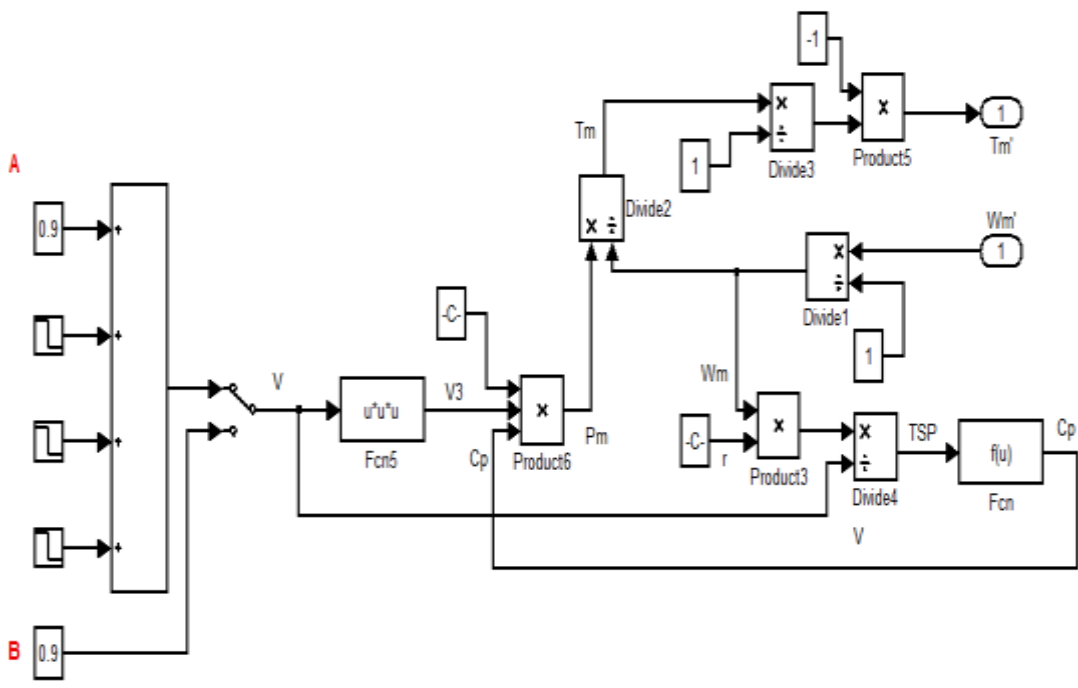 -1
Tm
×
÷
×
1
Tm'
1
Divide3
Product5
A
0.9
+
× ÷
Divide2
Wm'
1
×
÷
Divide1
+
-C-
1
V
u*u*u
V3
×
Wm
Fcn5
Cp
Product6
Pm
-C-
r
×
Product3
×
÷
TSP
f(u)
Cp
+
Divide4
Fcn
V
+
B
0.9